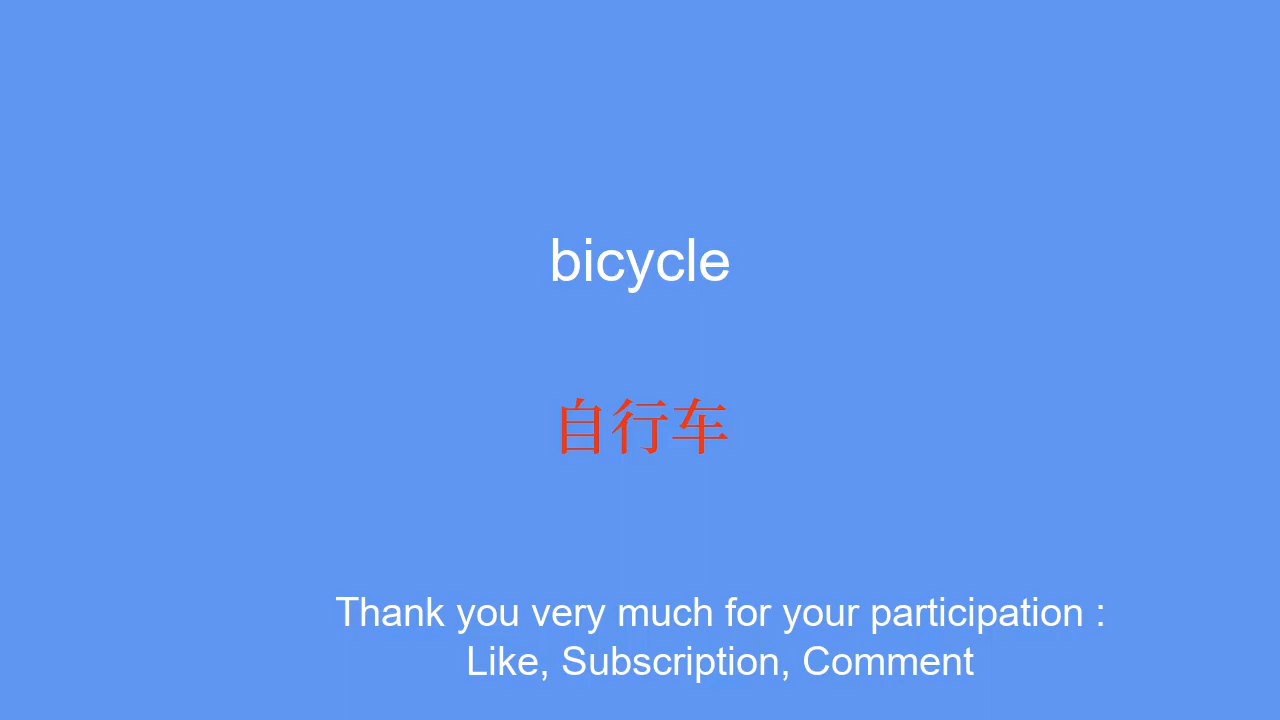 bicycle
自行车
Thank you very much for your participation :
Like, Subscription, Comment